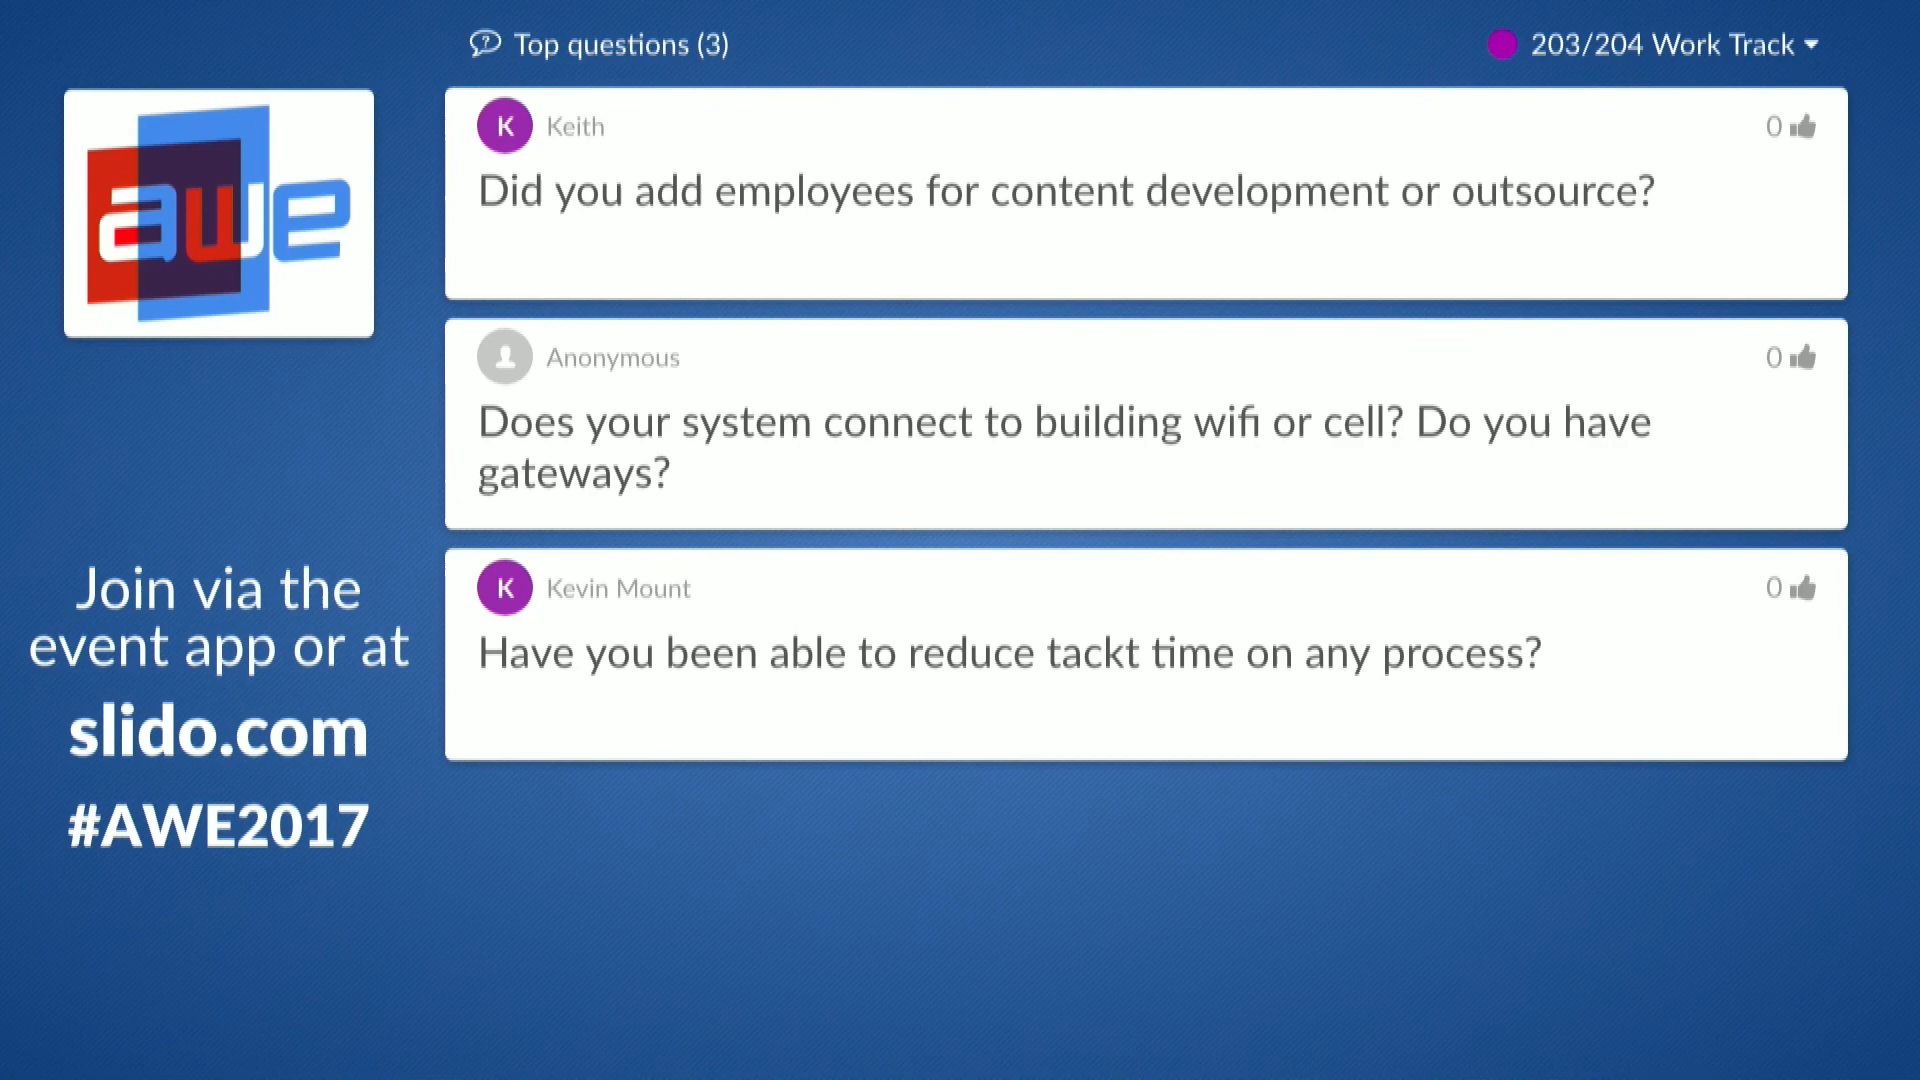 Top questions (3)
203/204 Work Track
awe
K Keith
0
Did you add employees for content development or outsource?
Anonymous
0
Does your system connect to building wifi or cell? Do you have
gateways?
K Kevin Mount
0
Have you been able to reduce tackt time on any process?
Join via the
event app or at
slido.com
#AWE2017